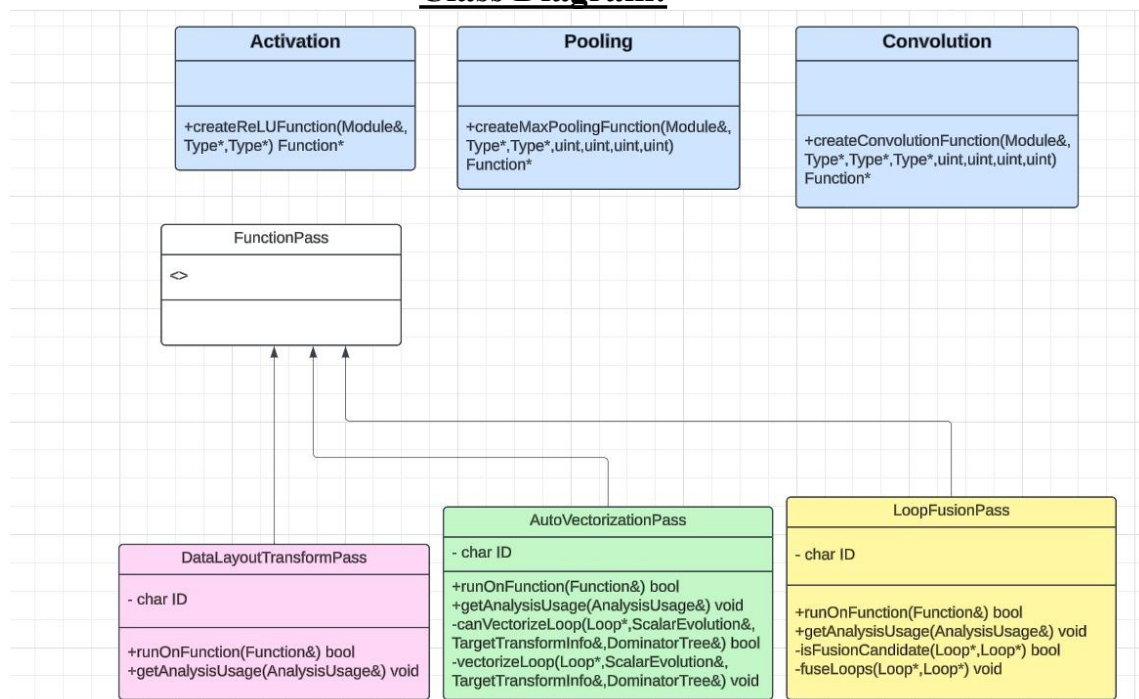 Class Diagram:
Activation
+createReLUFunction(Module&,
Type*,Type*) Function*
Pooling
+createMaxPoolingFunction(Module&,
Type*,Type*,uint,uint,uint,uint)
Function*
Convolution
+createConvolutionFunction(Module&,
Type*,Type*,Type*,uint,uint,uint,uint)
Function*
FunctionPass
<>
DataLayoutTransformPass
- char ID
+runOnFunction(Function&) bool
+getAnalysisUsage(AnalysisUsage&) void
AutoVectorizationPass
- char ID
+runOnFunction(Function&) bool
+getAnalysisUsage(AnalysisUsage&) void
-canVectorizeLoop(Loop*,ScalarEvolution&,
TargetTransformInfo&,DominatorTree&) bool
-vectorizeLoop(Loop*,ScalarEvolution&,
TargetTransformInfo&,DominatorTree&) void
LoopFusionPass
- char ID
+runOnFunction(Function&) bool
+getAnalysisUsage(AnalysisUsage&) void
-isFusionCandidate(Loop*,Loop*) bool
-fuseLoops(Loop*,Loop*) void